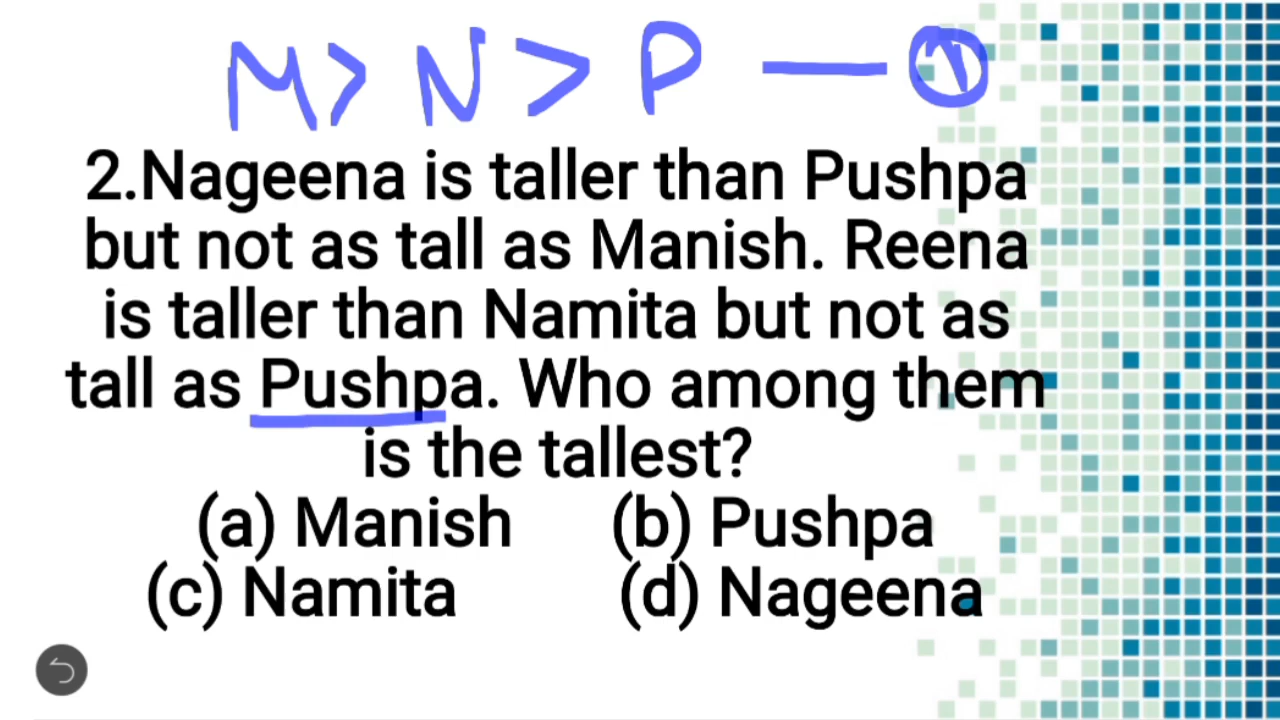 M > N > P — ①
2.Nageena is taller than Pushpa
but not as tall as Manish. Reena
is taller than Namita but not as
tall as Pushpa. Who among them
is the tallest?
(a) Manish (b) Pushpa
(c) Namita (d) Nageena